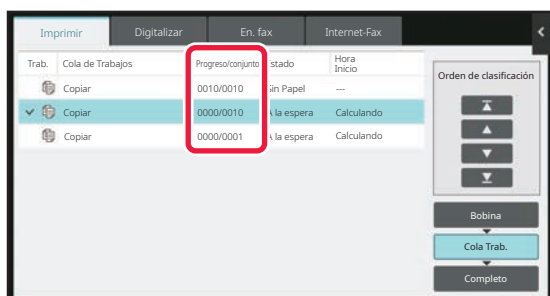 Imprimir Digitalizar En. fax Internet-Fax
Trab. Cola de Trabajos Progreso/conjunto stado Hora Inicio
Copiar 0010/0010 Sin Papel ---
Copiar 0000/0010 A la espera Calculando
Copiar 0000/0001 A la espera Calculando
Orden de clasificación
Bobina
Cola Trab.
Completo